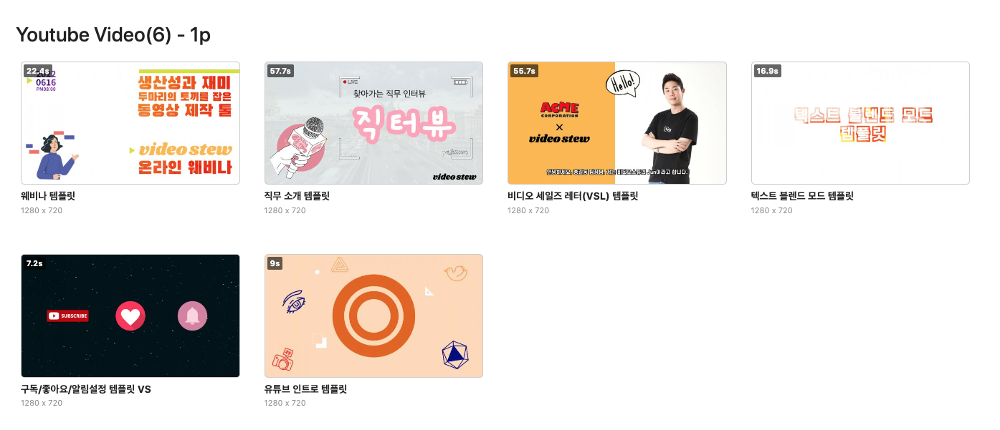 Youtube Video(6) - 1p
22.4s
2022
0616
PM08:00
생산성과 재미
두마리의 토끼를 잡은
동영상 제작 툴
video stew
온라인 웨비나
웨비나 템플릿
1280 x 720
57.7s
LIVE
찾아가는 직무 인터뷰
직터뷰
video stew
직무 소개 템플릿
1280 x 720
55.7s
Hello!
ACME
CORPORATION
×
video stew
안녕하세요, 홍길동 팀장님. 저는 비디오스튜의 Jun이라고 합니다.
비디오 세일즈 레터(VSL) 템플릿
1280 x 720
16.9s
텍스트 블렌드 모드
템플릿
텍스트 블렌드 모드 템플릿
1280 x 720
7.2s
SUBSCRIBE
구독/좋아요/알림설정 템플릿 VS
1280 x 720
9s
유튜브 인트로 템플릿
1280 x 720